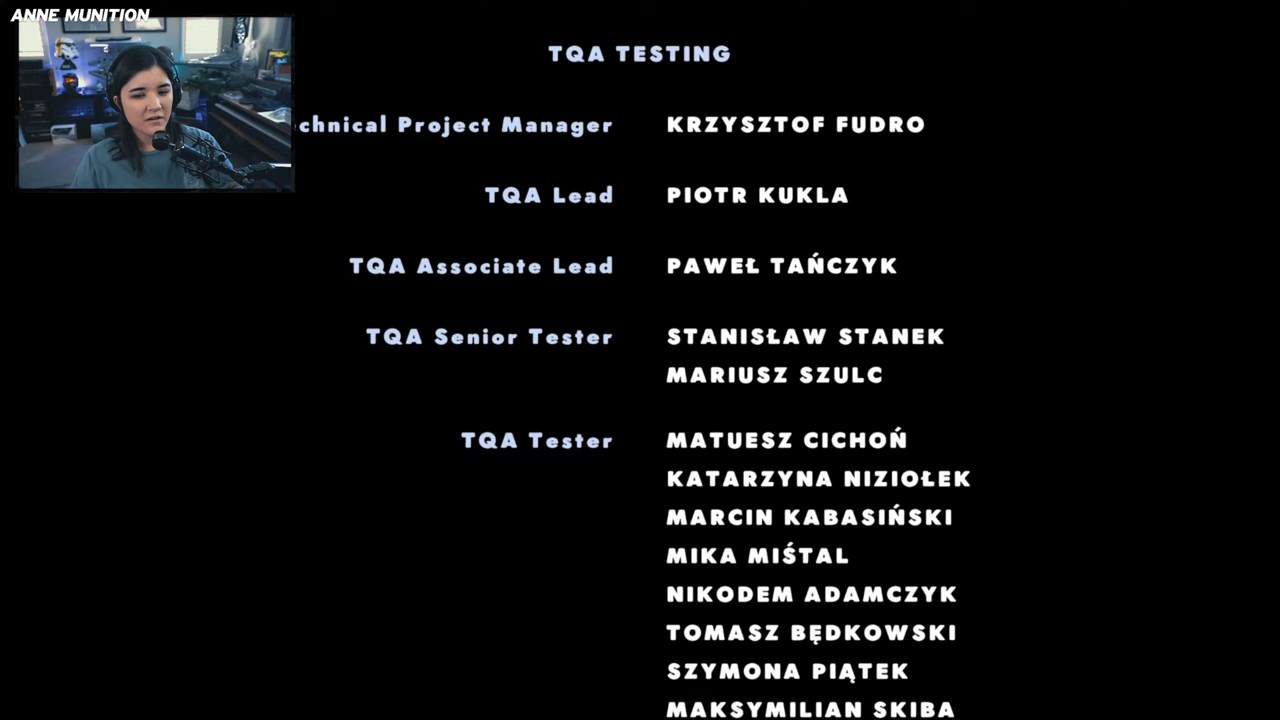 ANNE MUNITION
TQA TESTING
chnical Project Manager KRZYSZTOF FUDRO
TQA Lead PIOTR KUKLA
TQA Associate Lead PAWEŁ TAŃCZYK
TQA Senior Tester STANISŁAW STANEK
MARIUSZ SZULC
TQA Tester MATUESZ CICHOŃ
KATARZYNA NIZIOŁEK
MARCIN KABASIŃSKI
MIKA MIŚTAL
NIKODEM ADAMCZYK
TOMASZ BĘDKOWSKI
SZYMONA PIĄTEK
MAKSYMILIAN SKIBA